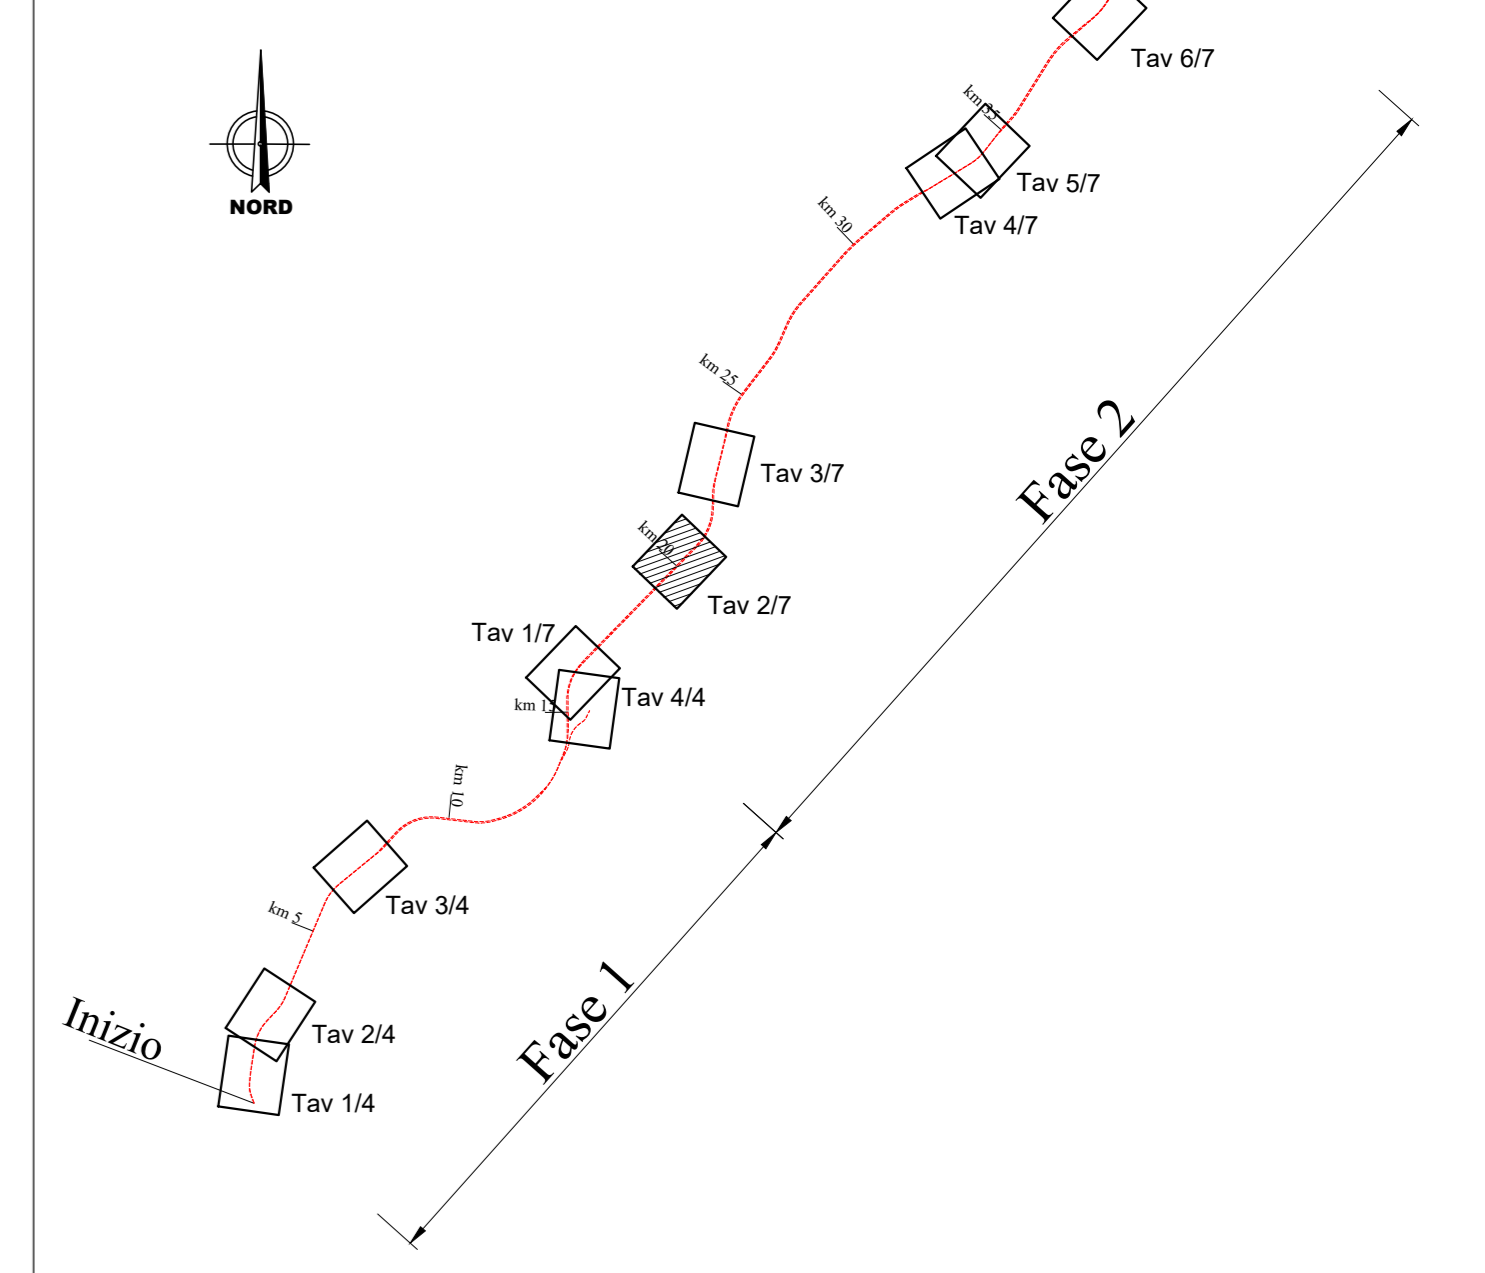 Tav 6/7
km 35
NORD
Tav 5/7
km 30
Tav 4/7
km 25
Fase 2
Tav 3/7
km 20
Tav 2/7
Tav 1/7
Tav 4/4
km 15
km 10
Tav 3/4
km 5
Fase 1
Inizio
Tav 2/4
Tav 1/4